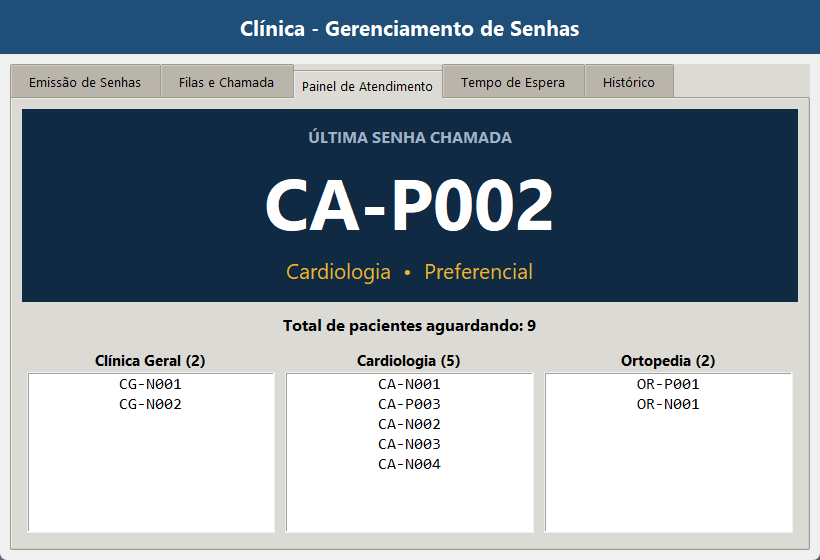 Clínica - Gerenciamento de Senhas
Emissão de Senhas
Filas e Chamada
Painel de Atendimento
Tempo de Espera
Histórico
ÚLTIMA SENHA CHAMADA
CA-P002
Cardiologia • Preferencial
Total de pacientes aguardando: 9
Clínica Geral (2)
CG-N001
CG-N002
Cardiologia (5)
CA-N001
CA-P003
CA-N002
CA-N003
CA-N004
Ortopedia (2)
OR-P001
OR-N001